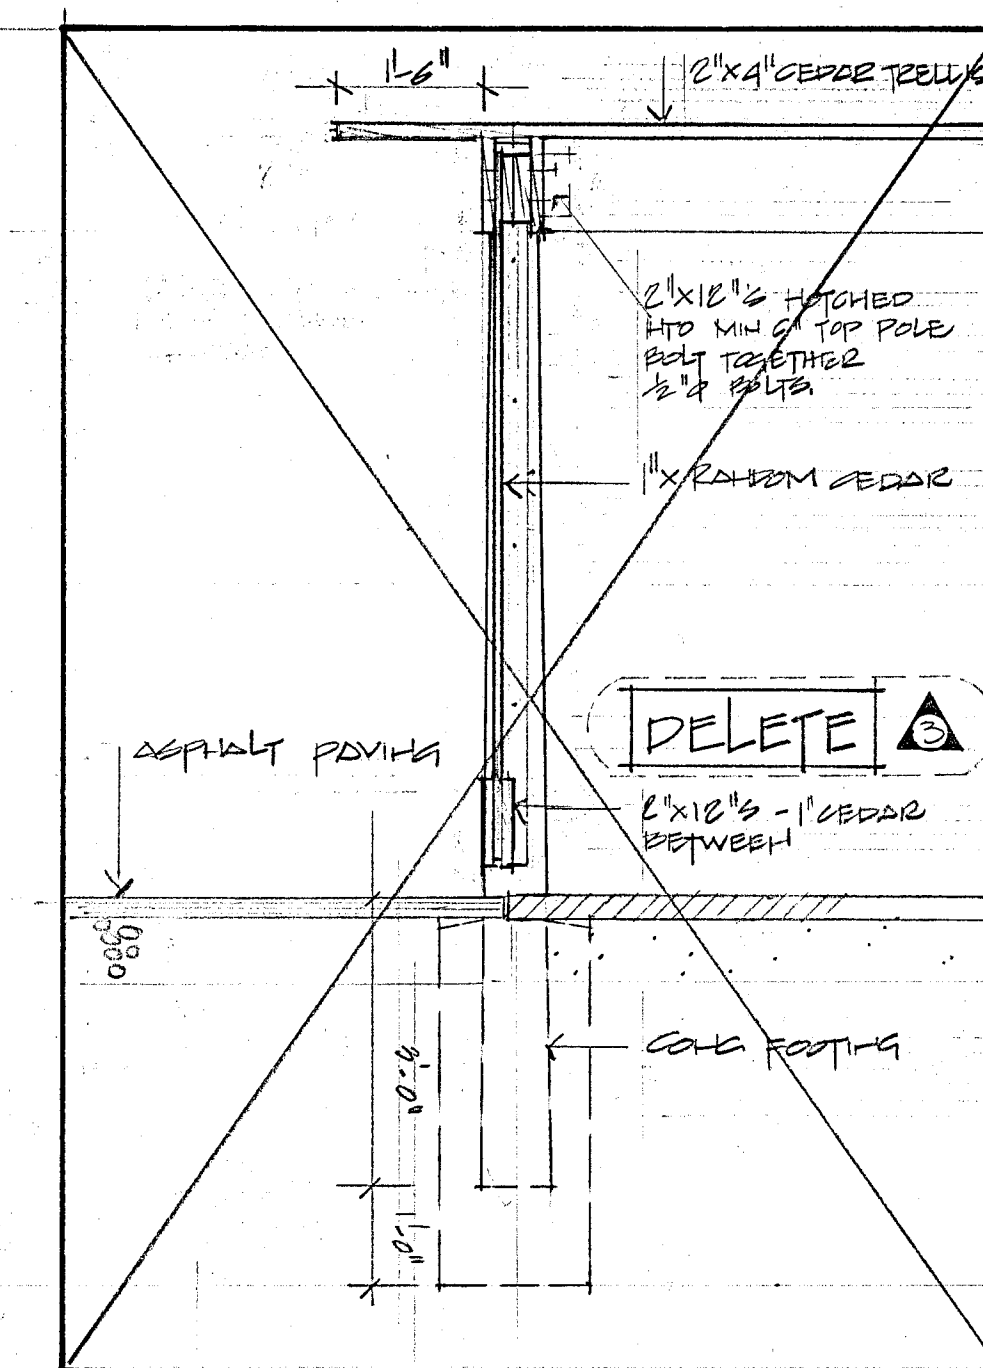 1'-6"
2"X4" CEDAR TRELLIS
2"X12"'S NOTCHED
INTO MIN 6" TOP POLE
BOLT TOGETHER
½"φ BOLTS.
1" X RANDOM CEDAR
DELETE 3
ASPHALT PAVING
2"X12"S - 1" CEDAR
BETWEEN
CONC FOOTING
3'-0"
1'-0"